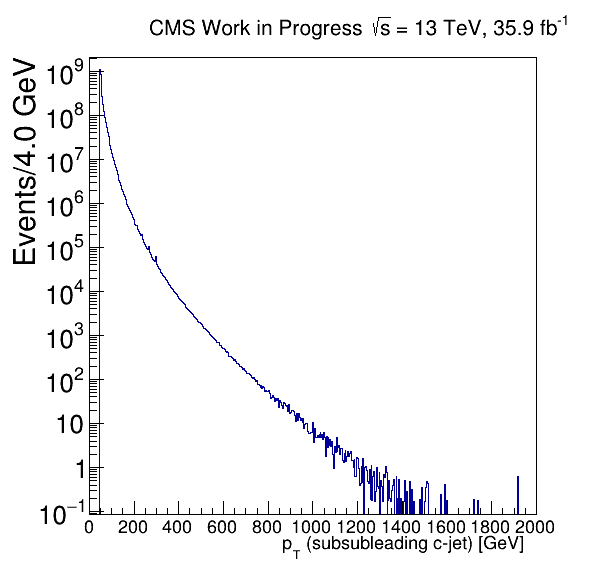 CMS Work in Progress √s = 13 TeV, 35.9 fb⁻¹
Events/4.0 GeV
10⁹
10⁸
10⁷
10⁶
10⁵
10⁴
10³
10²
10
1
10⁻¹
0 200 400 600 800 1000 1200 1400 1600 1800 2000
p_T (subsubleading c-jet) [GeV]